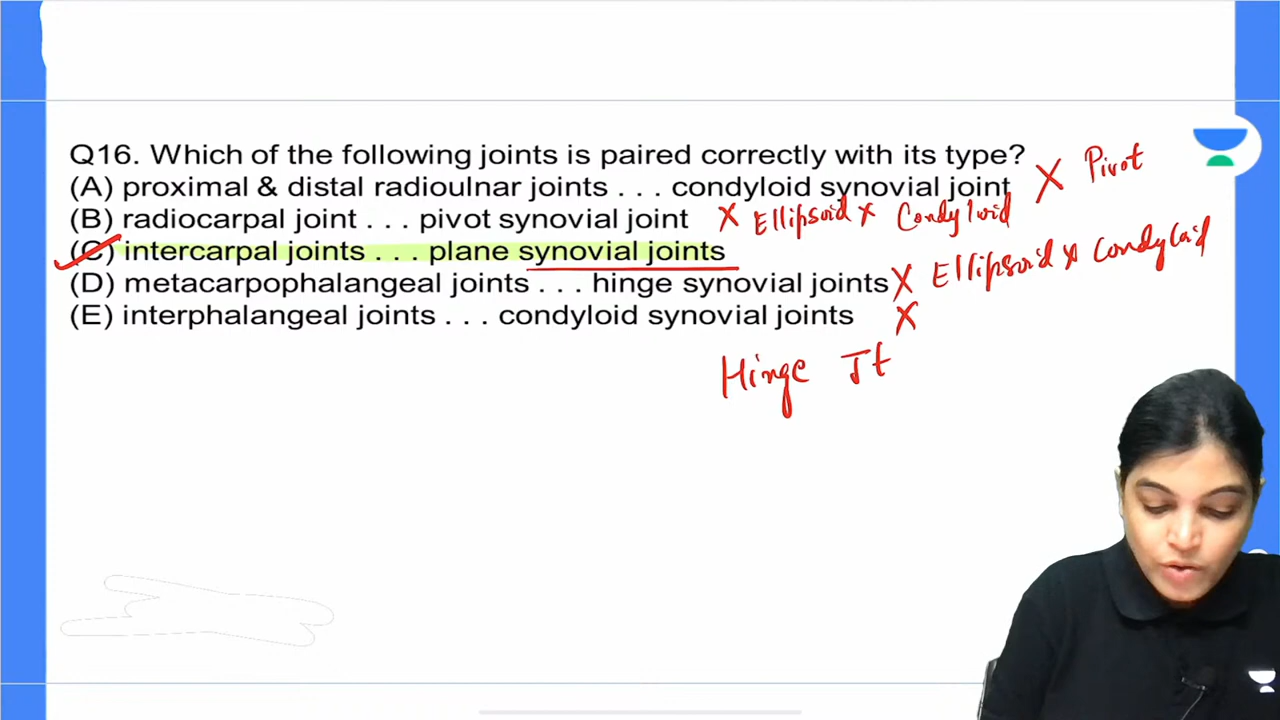 Q16. Which of the following joints is paired correctly with its type?
(A) proximal & distal radioulnar joints . . . condyloid synovial joint X Pivot
(B) radiocarpal joint . . . pivot synovial joint X Ellipsoid x Condyloid
(C) intercarpal joints . . . plane synovial joints
(D) metacarpophalangeal joints . . . hinge synovial joints X Ellipsoid x Condyloid
(E) interphalangeal joints . . . condyloid synovial joints X
Hinge Jt